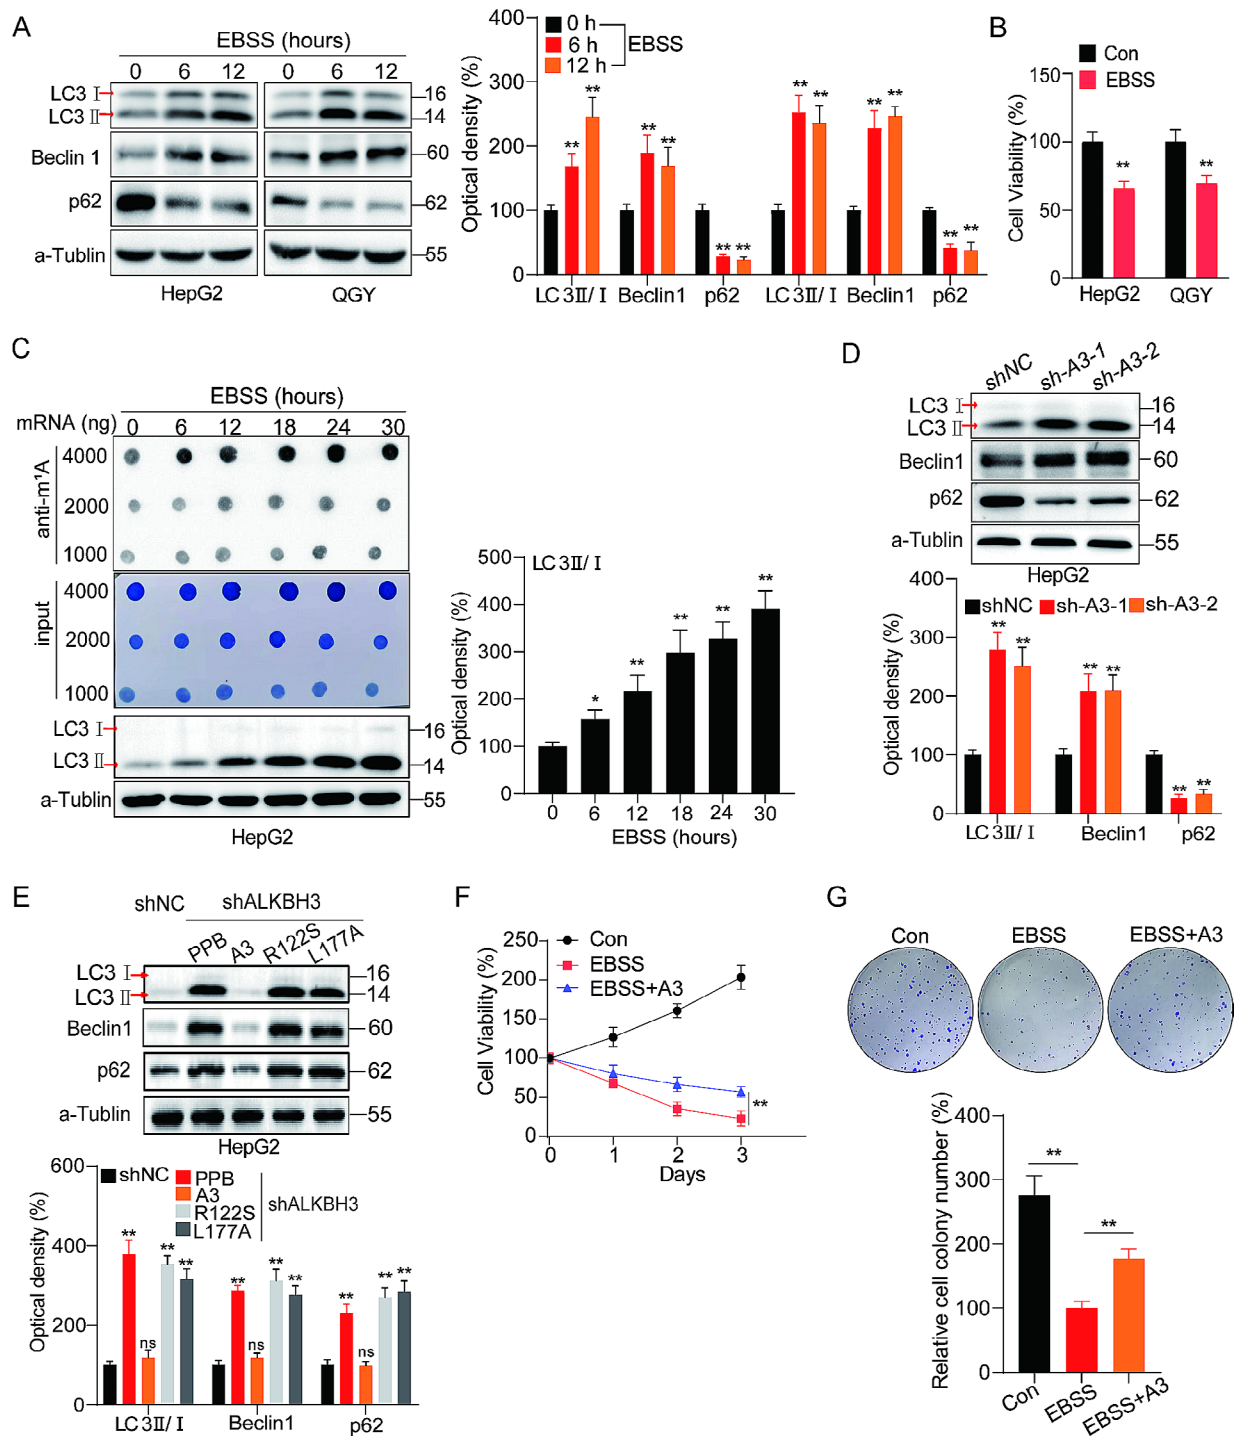 A
EBSS (hours)
0 6 12 0 6 12
LC3 Ⅰ
LC3 Ⅱ
16
14
Beclin 1
60
p62
62
a-Tublin
55
HepG2 QGY
Optical density (%)
400
300
200
100
0
0 h
6 h
12 h
EBSS
** ** ** ** ** ** ** ** ** ** ** **
LC 3Ⅱ/ Ⅰ Beclin1 p62 LC 3Ⅱ/ Ⅰ Beclin1 p62
B
Con
EBSS
Cell Viability (%)
150
100
50
0
** **
HepG2 QGY
C
EBSS (hours)
mRNA (ng) 0 6 12 18 24 30
anti-m¹A
4000
2000
1000
input
4000
2000
1000
LC3 Ⅰ
LC3 Ⅱ
16
14
a-Tublin
55
HepG2
LC 3Ⅱ/ Ⅰ
Optical density (%)
500
400
300
200
100
0
* ** ** ** **
0 6 12 18 24 30
EBSS (hours)
D
shNC sh-A3-1 sh-A3-2
LC3 Ⅰ
LC3 Ⅱ
16
14
Beclin1
60
p62
62
a-Tublin
55
HepG2
shNC sh-A3-1 sh-A3-2
Optical density (%)
400
300
200
100
0
** ** ** ** ** **
LC 3Ⅱ/ Ⅰ Beclin1 p62
E
shNC shALKBH3
PPB A3 R122S L177A
LC3 Ⅰ
LC3 Ⅱ
16
14
Beclin1
60
p62
62
a-Tublin
55
HepG2
Optical density (%)
600
400
200
0
shNC
PPB
A3
R122S
L177A
shALKBH3
** ns ** ** ** ns ** ** ** ns ** **
LC 3Ⅱ/ Ⅰ Beclin1 p62
F
Con
EBSS
EBSS+A3
Cell Viability (%)
250
200
150
100
50
0
**
0 1 2 3
Days
G
Con EBSS EBSS+A3
Relative cell colony number (%)
400
300
200
100
0
** **
Con EBSS EBSS+A3